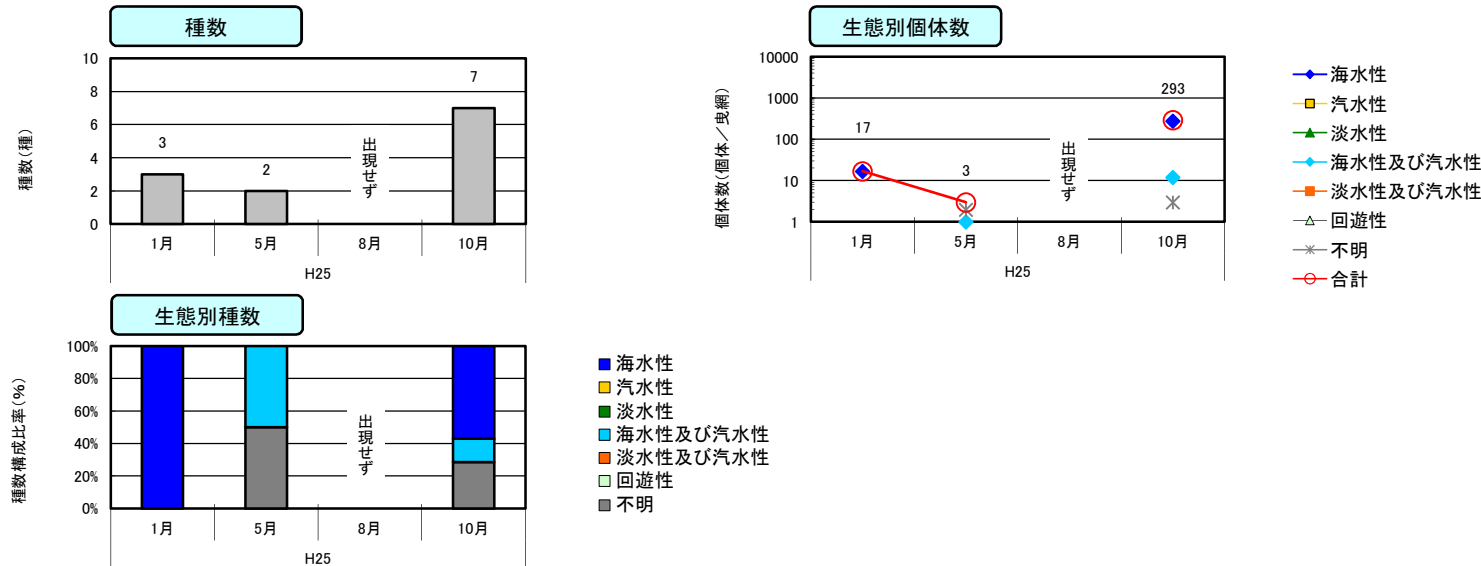 種数
種数(種)
10
8
6
4
2
0
3
2
出現せず
7
1月
5月
8月
10月
H25
生態別個体数
個体数(個体/曳網)
10000
1000
100
10
1
17
3
出現せず
293
1月
5月
8月
10月
H25
海水性
汽水性
淡水性
海水性及び汽水性
淡水性及び汽水性
回遊性
不明
合計
生態別種数
種数構成比率(%)
100%
80%
60%
40%
20%
0%
出現せず
1月
5月
8月
10月
H25
海水性
汽水性
淡水性
海水性及び汽水性
淡水性及び汽水性
回遊性
不明